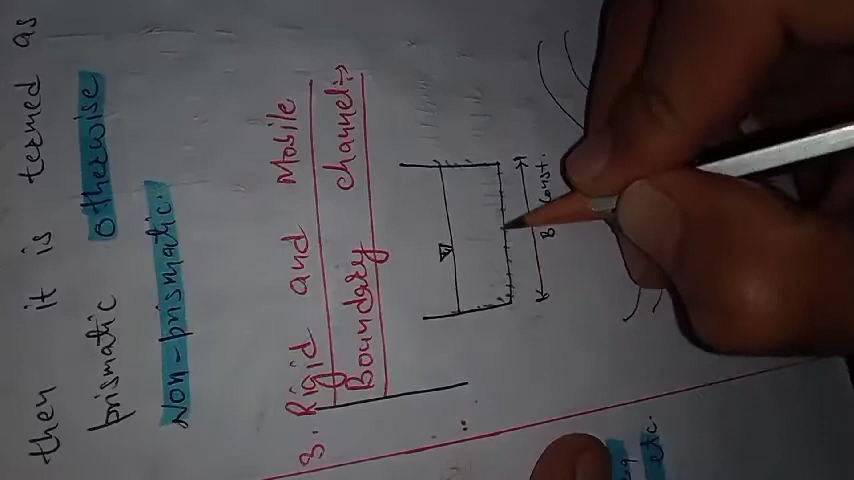 then it is termed as
prismatic otherwise
Non-prismatic.
3. Rigid and Mobile
Boundary channel:→
B const.
etc.